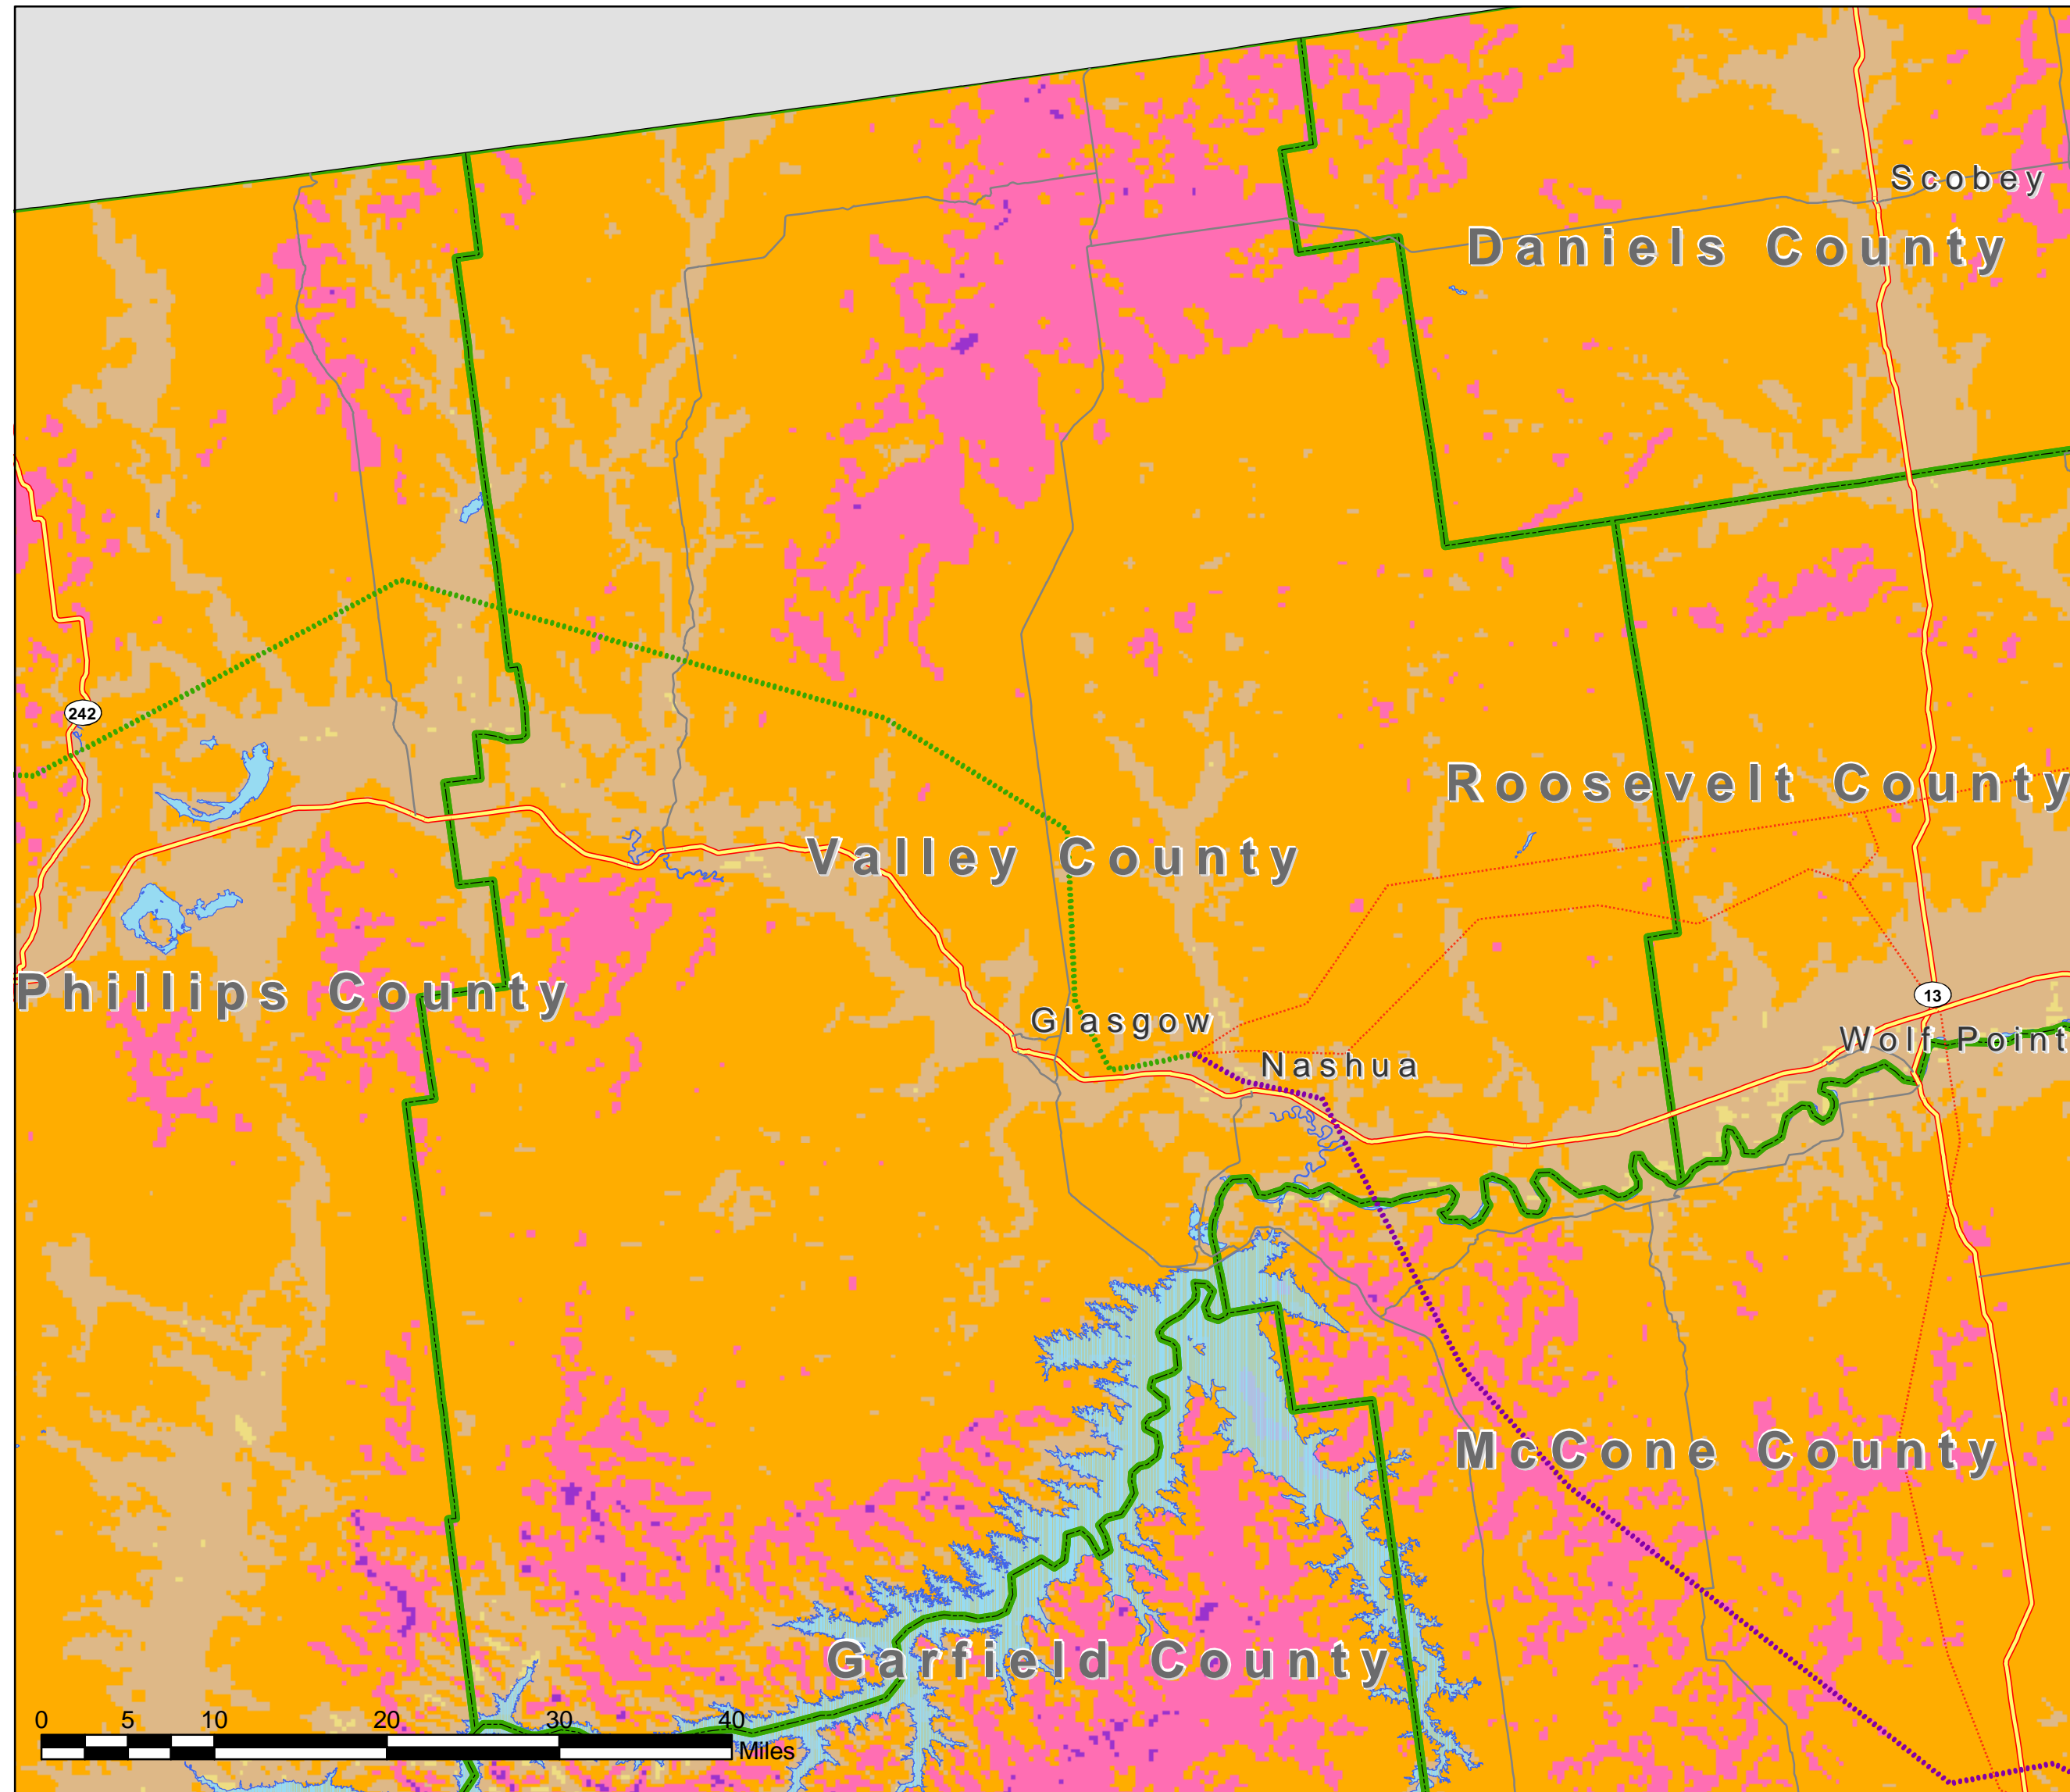 Scobey
Daniels County
242
Roosevelt County
Valley County
Phillips County
13
Glasgow
Wolf Point
Nashua
McCone County
Garfield County
0 5 10 20 30 40
Miles